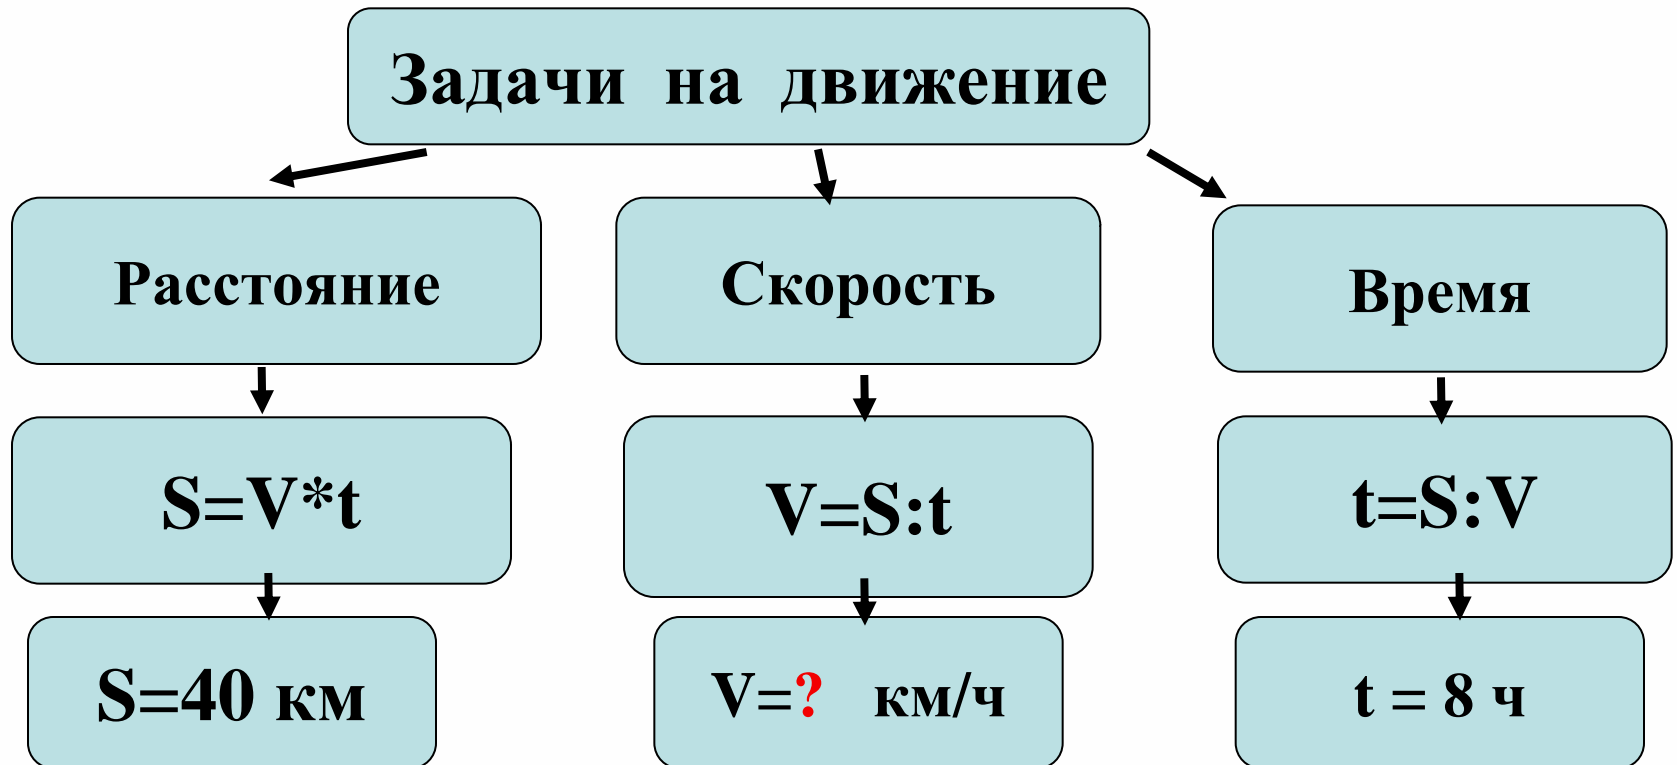 Задачи на движение
Расстояние
Скорость
Время
S=V*t
V=S:t
t=S:V
S=40 км
V=? км/ч
t = 8 ч